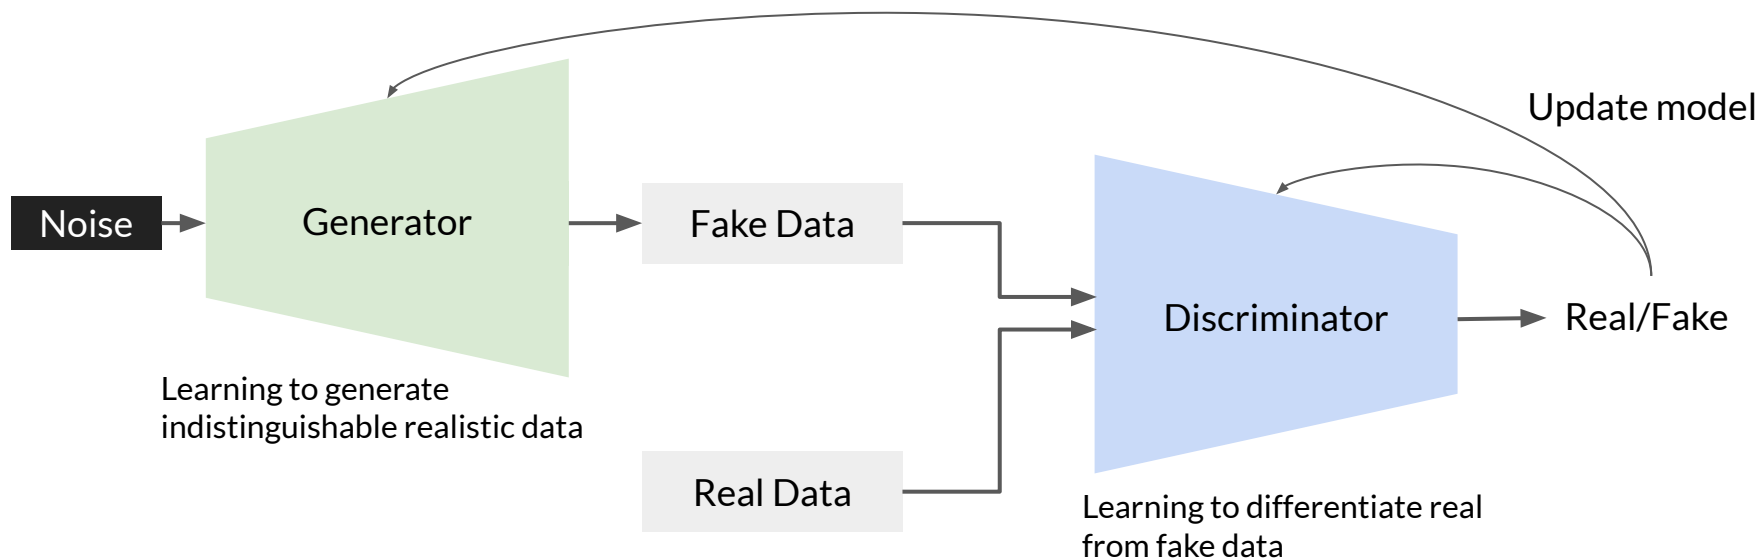 Update model
Noise
Generator
Fake Data
Discriminator
Real/Fake
Learning to generate
indistinguishable realistic data
Real Data
Learning to differentiate real
from fake data